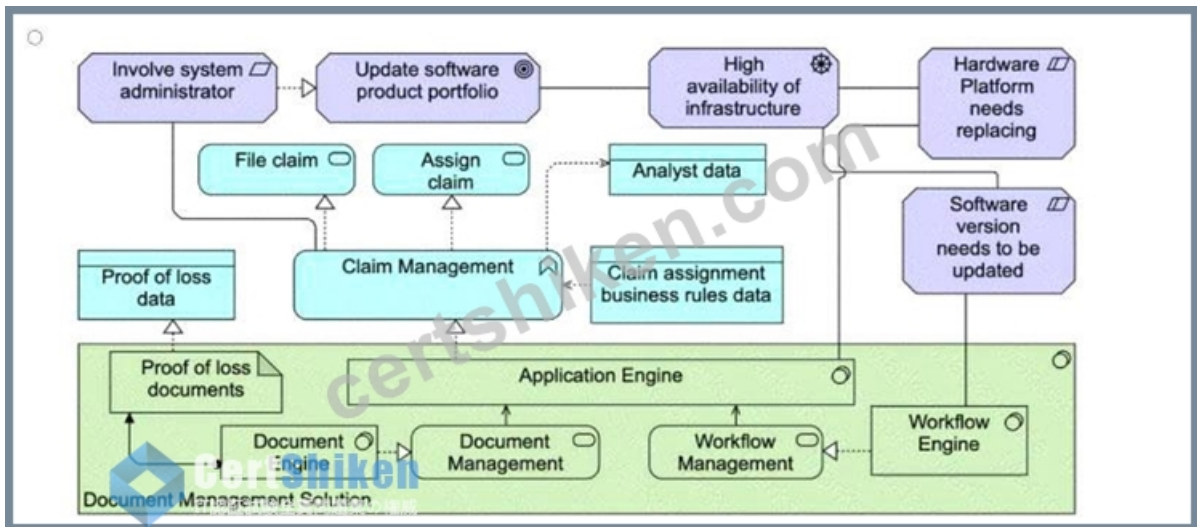 Involve system
administrator
Update software
product portfolio
High
availability of
infrastructure
Hardware
Platform
needs
replacing
File claim
Assign
claim
Analyst data
Software
version
needs to be
updated
Proof of loss
data
Claim Management
Claim assignment
business rules data
certshiken.com
Proof of loss
documents
Application Engine
Document
Engine
Document
Management
Workflow
Management
Workflow
Engine
CertShiken
Document Management Solution